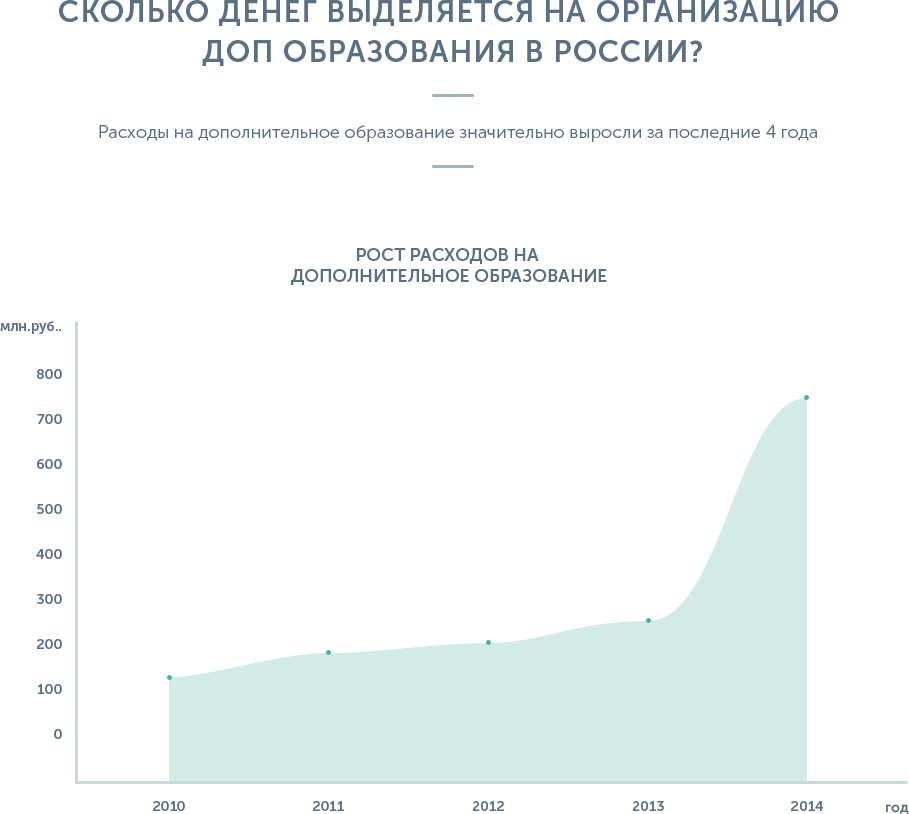 СКОЛЬКО ДЕНЕГ ВЫДЕЛЯЕТСЯ НА ОРГАНИЗАЦИЮ
ДОП ОБРАЗОВАНИЯ В РОССИИ?
Расходы на дополнительное образование значительно выросли за последние 4 года
РОСТ РАСХОДОВ НА
ДОПОЛНИТЕЛЬНОЕ ОБРАЗОВАНИЕ
млн.руб..
800
700
600
500
400
300
200
100
0
2010 2011 2012 2013 2014 год